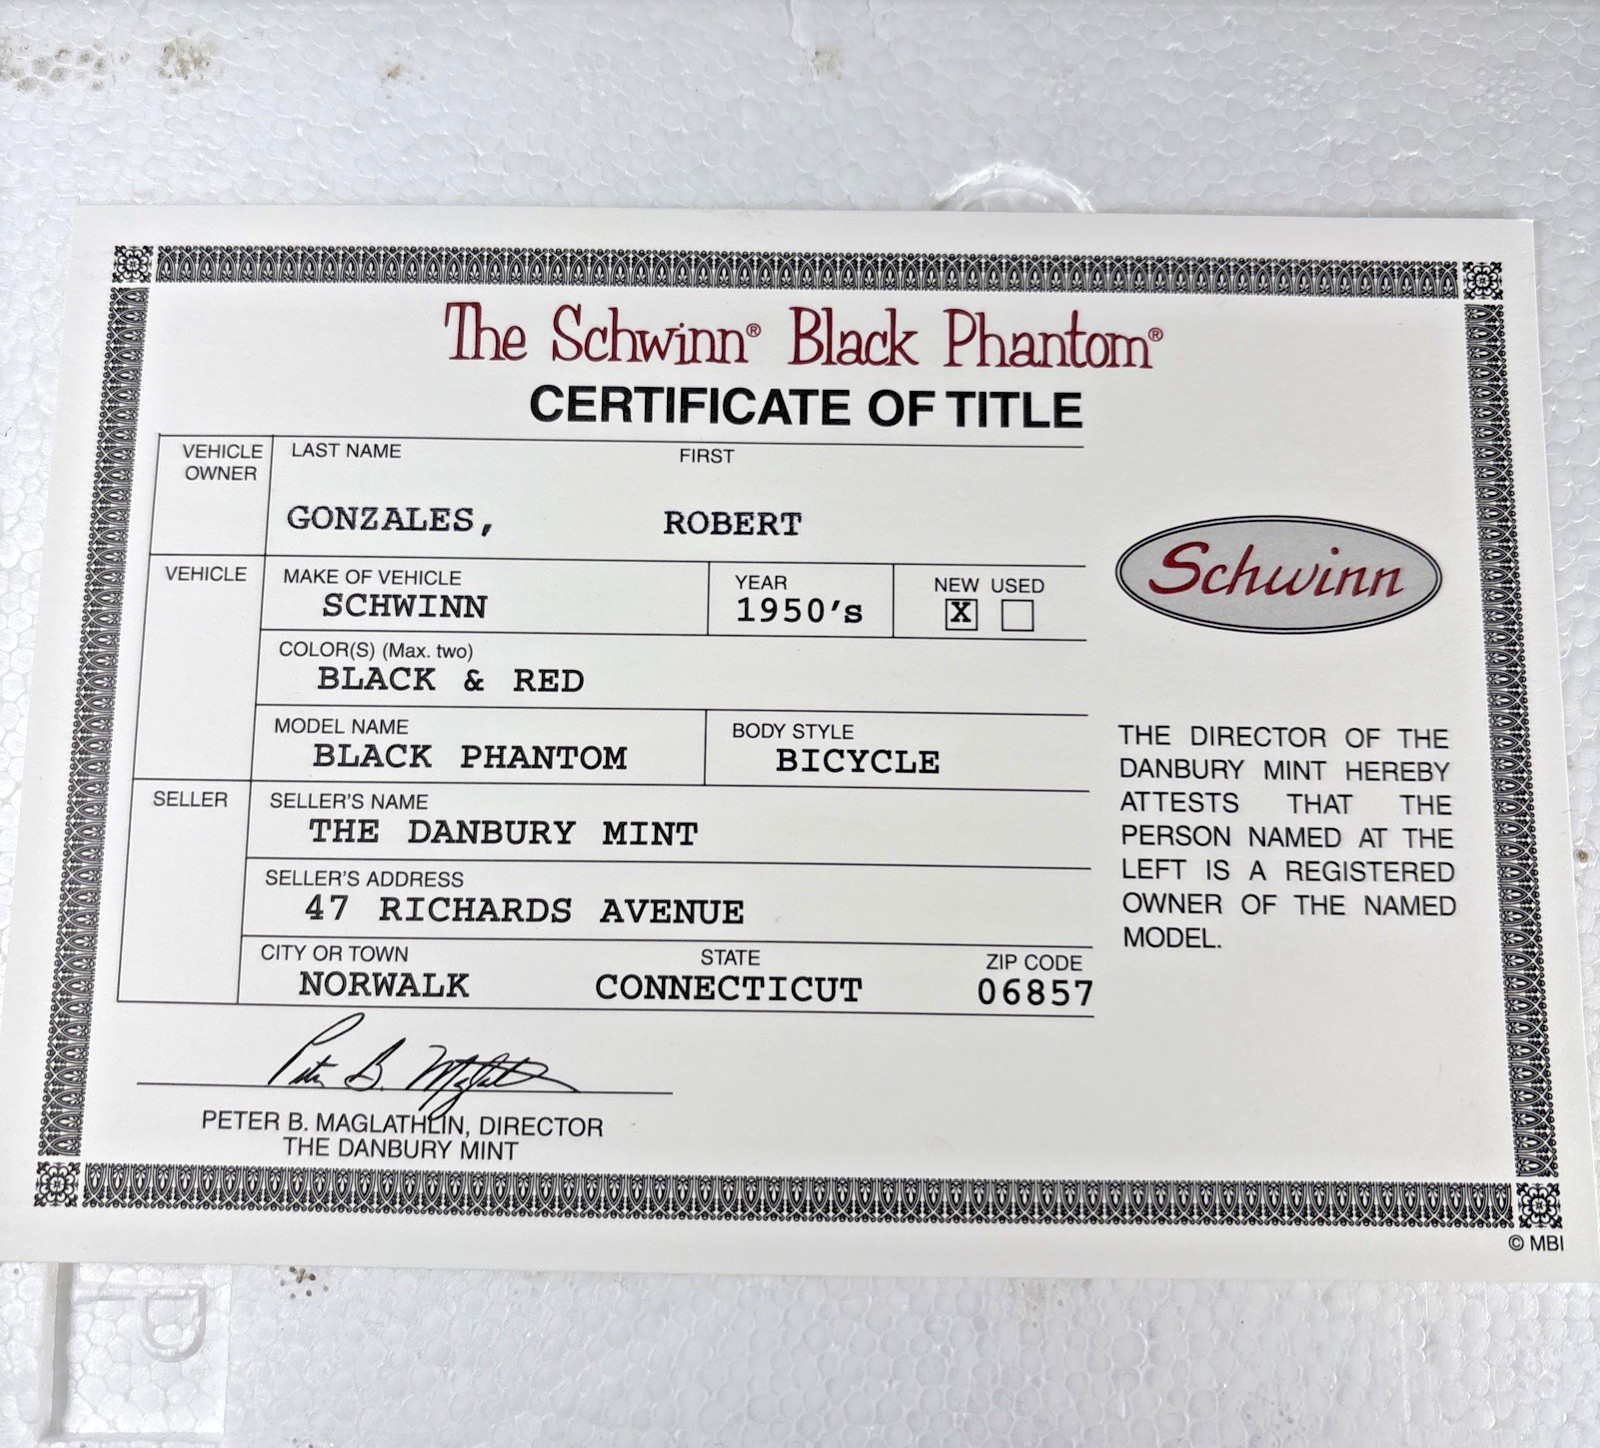 The Schwinn® Black Phantom®
CERTIFICATE OF TITLE
VEHICLE OWNER
LAST NAME FIRST
GONZALES, ROBERT
VEHICLE
MAKE OF VEHICLE
SCHWINN
YEAR
1950's
NEW USED
X
COLOR(S) (Max. two)
BLACK & RED
MODEL NAME
BLACK PHANTOM
BODY STYLE
BICYCLE
SELLER
SELLER'S NAME
THE DANBURY MINT
SELLER'S ADDRESS
47 RICHARDS AVENUE
CITY OR TOWN STATE ZIP CODE
NORWALK CONNECTICUT 06857
Peter B. Maglathlin
PETER B. MAGLATHLIN, DIRECTOR
THE DANBURY MINT
Schwinn
THE DIRECTOR OF THE
DANBURY MINT HEREBY
ATTESTS THAT THE
PERSON NAMED AT THE
LEFT IS A REGISTERED
OWNER OF THE NAMED
MODEL.
© MBI